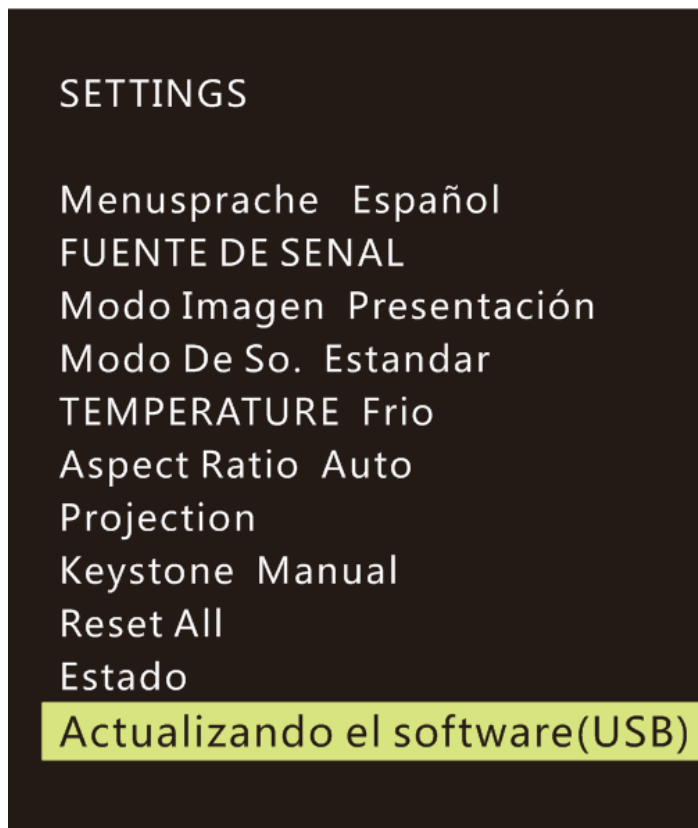 SETTINGS
Menusprache Español
FUENTE DE SENAL
Modo Imagen Presentación
Modo De So. Estandar
TEMPERATURE Frio
Aspect Ratio Auto
Projection
Keystone Manual
Reset All
Estado
Actualizando el software(USB)